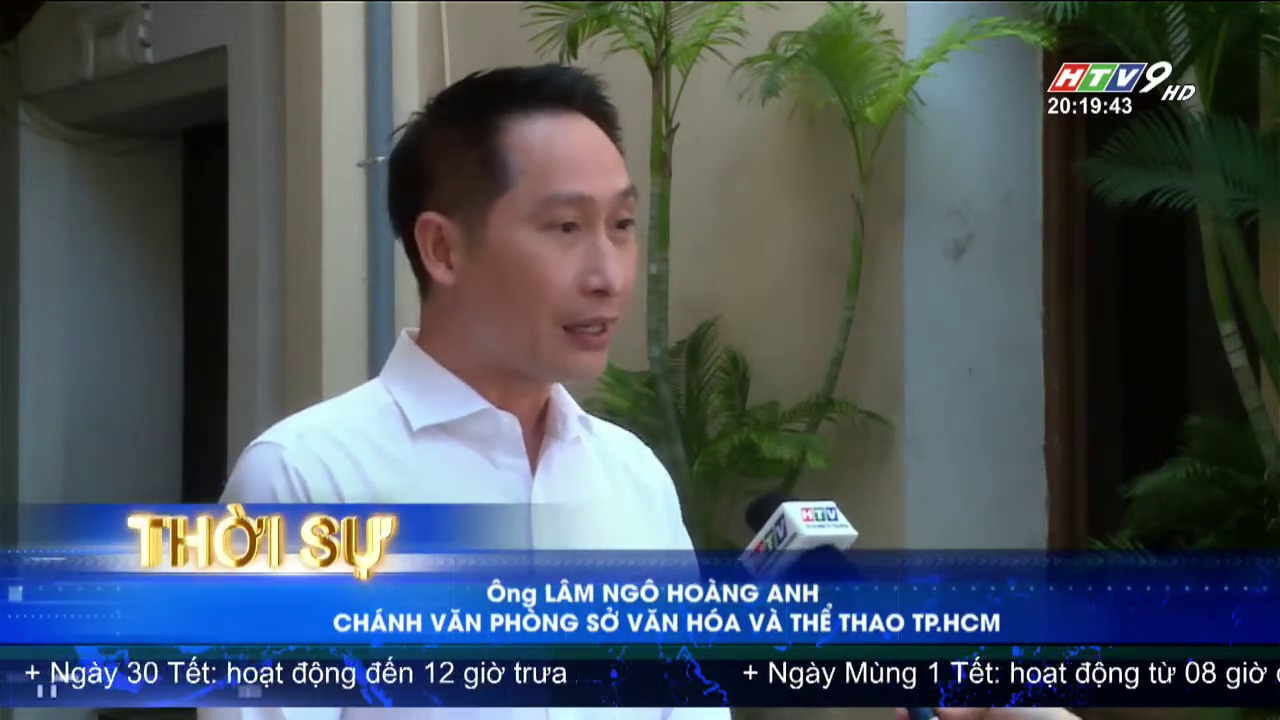 HTV9 HD
20:19:43
HTV
HTV
THỜI SỰ
Ông LÂM NGÔ HOÀNG ANH
CHÁNH VĂN PHÒNG SỞ VĂN HÓA VÀ THỂ THAO TP.HCM
+ Ngày 30 Tết: hoạt động đến 12 giờ trưa + Ngày Mùng 1 Tết: hoạt động từ 08 giờ